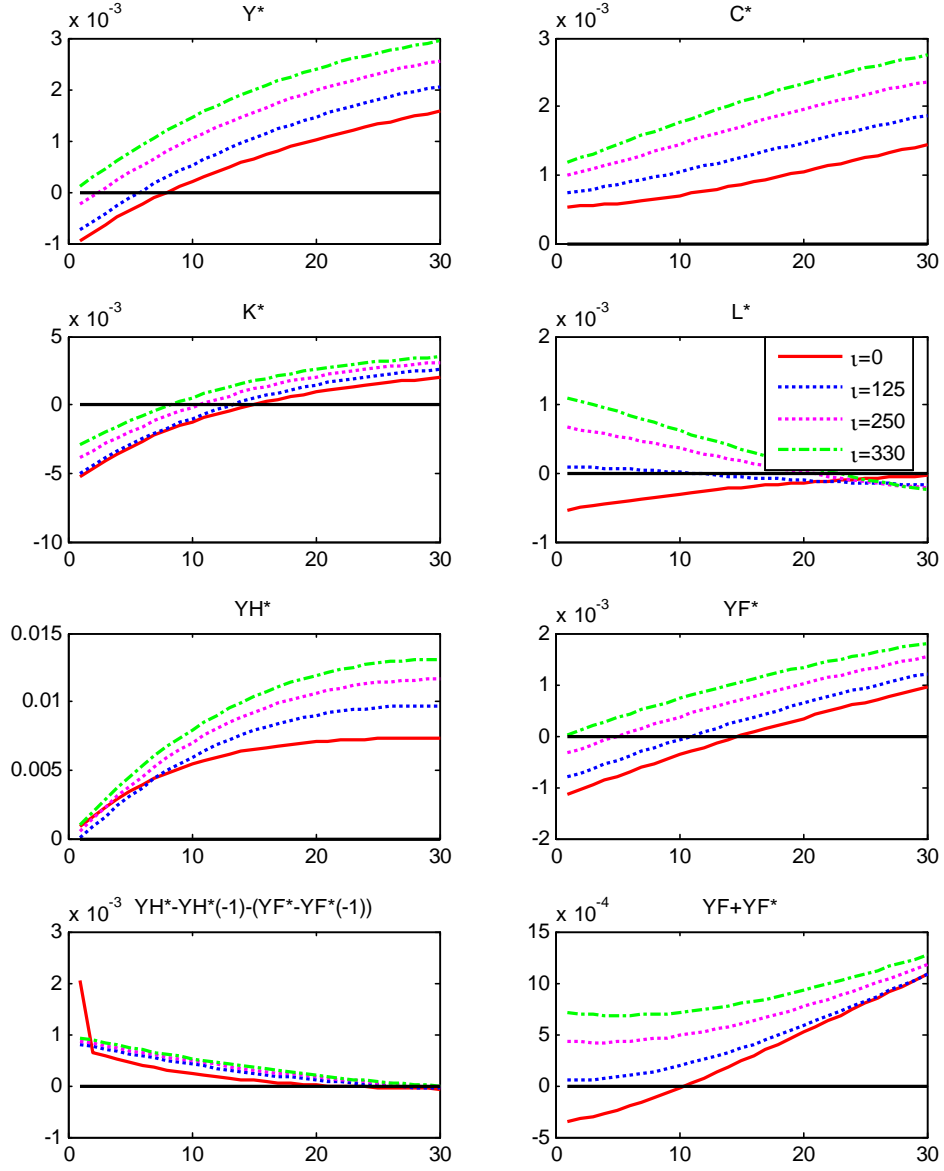 x 10⁻³ Y* x 10⁻³ C*
3 3
2 2
1
0 1
-1 0
0 10 20 30 0 10 20 30
x 10⁻³ K* x 10⁻³ L*
5 2
ι=0
0 1 ι=125
ι=250
-5 0 ι=330
-10 -1
0 10 20 30 0 10 20 30
YH* x 10⁻³ YF*
0.015 2
1
0.01
0
0.005
-1
0 -2
0 10 20 30 0 10 20 30
x 10⁻³ YH*-YH*(-1)-(YF*-YF*(-1)) x 10⁻⁴ YF+YF*
3 15
2 10
1 5
0 0
-1 -5
0 10 20 30 0 10 20 30